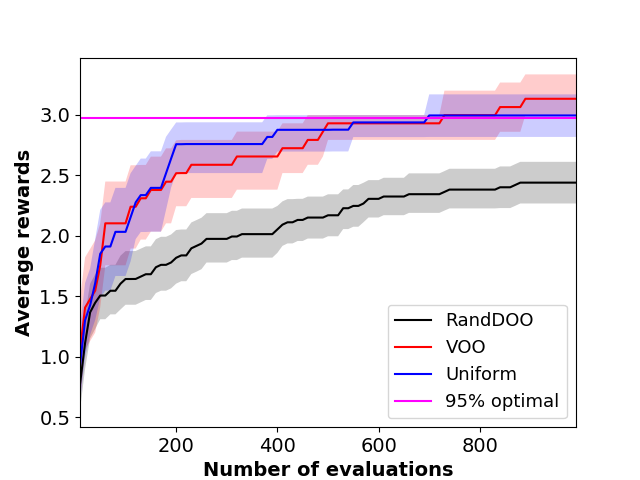 3.0
2.5
2.0
1.5
1.0
0.5
Average rewards
200
400
600
800
Number of evaluations
RandDOO
VOO
Uniform
95% optimal